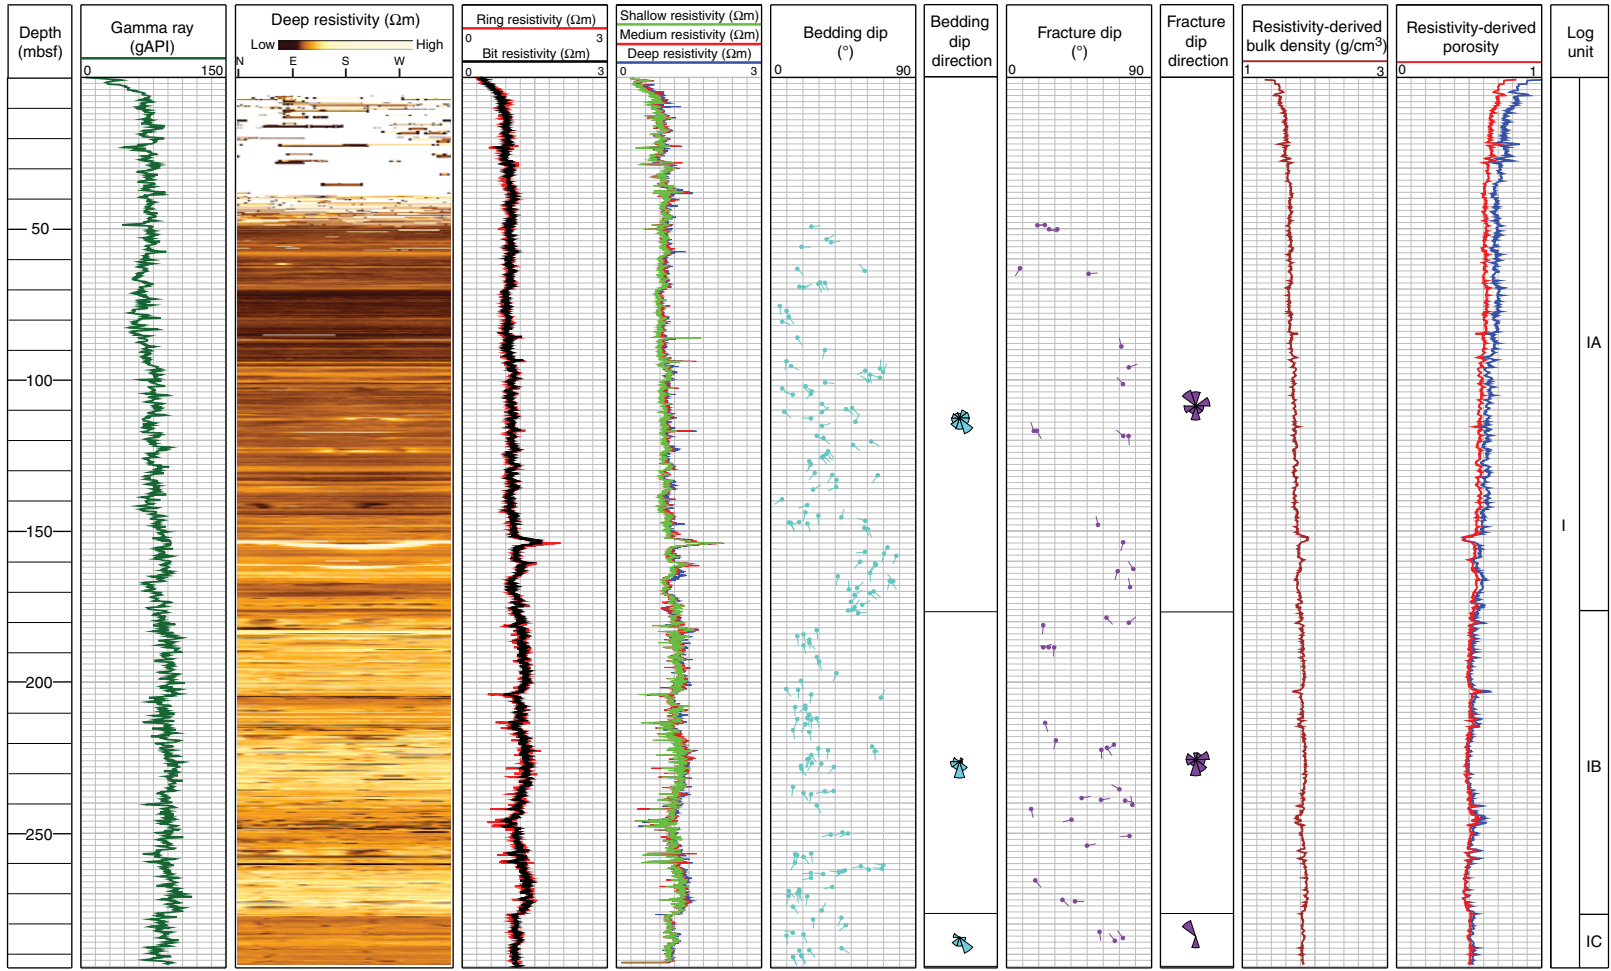 Depth
(mbsf)
Gamma ray
(gAPI)
0 150
Deep resistivity (Ωm)
Low High
N E S W
Ring resistivity (Ωm)
0 3
Bit resistivity (Ωm)
0 3
Shallow resistivity (Ωm)
Medium resistivity (Ωm)
Deep resistivity (Ωm)
0 3
Bedding dip
(°)
0 90
Bedding
dip
direction
Fracture dip
(°)
0 90
Fracture
dip
direction
Resistivity-derived
bulk density (g/cm³)
1 3
Resistivity-derived
porosity
0 1
Log
unit
50
100
150
200
250
I
IA
IB
IC